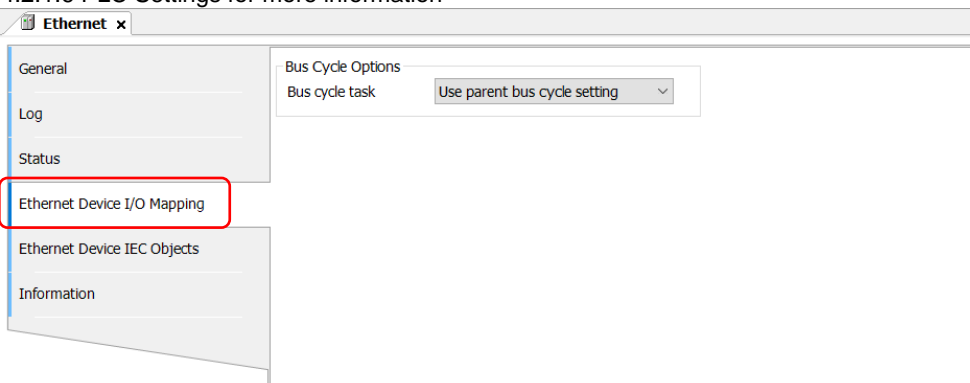 Ethernet x
General
Bus Cycle Options
Bus cycle task Use parent bus cycle setting
Log
Status
Ethernet Device I/O Mapping
Ethernet Device IEC Objects
Information